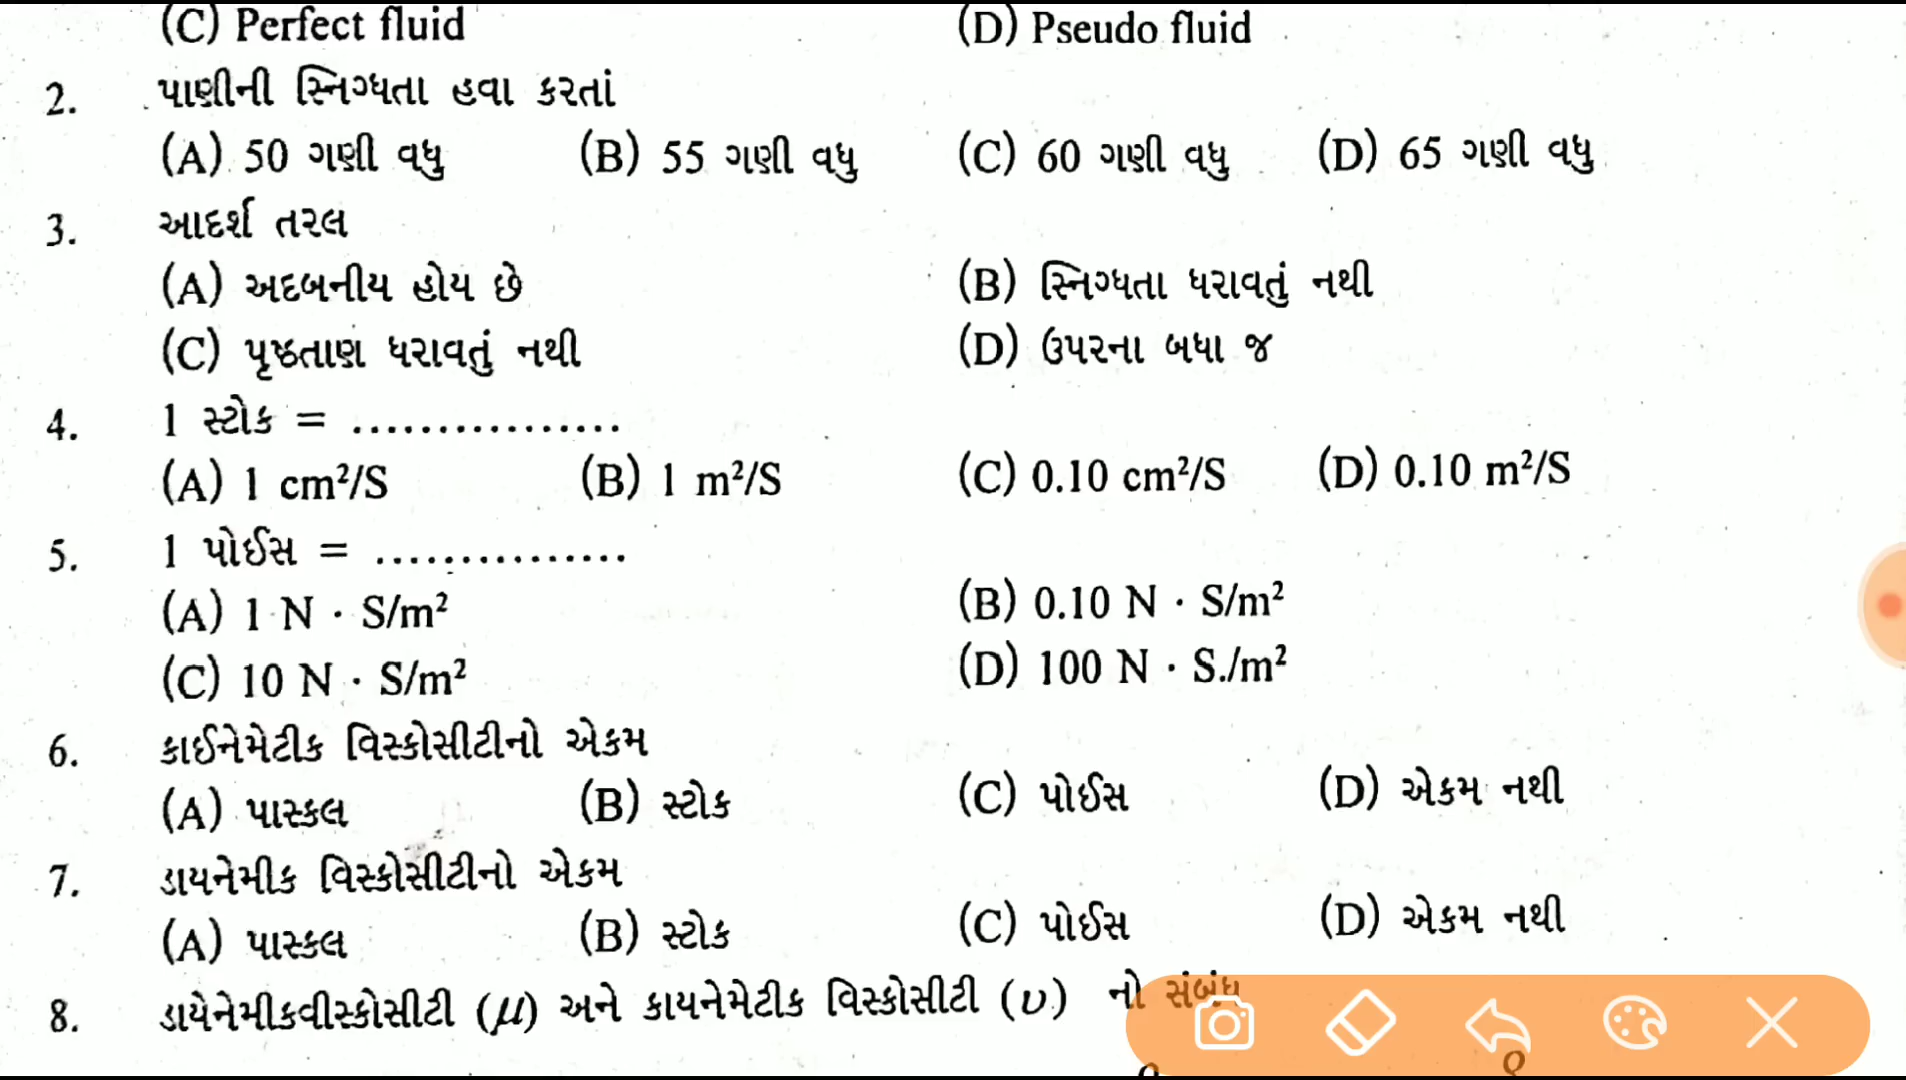 (C) Perfect fluid (D) Pseudo fluid
2. પાણીની સ્નિગ્ધતા હવા કરતાં
(A) 50 ગણી વધુ (B) 55 ગણી વધુ (C) 60 ગણી વધુ (D) 65 ગણી વધુ
3. આદર્શ તરલ
(A) અદબનીય હોય છે (B) સ્નિગ્ધતા ધરાવતું નથી
(C) પૃષ્ઠતાણ ધરાવતું નથી (D) ઉપરના બધા જ
4. 1 સ્ટોક = ................
(A) 1 cm²/S (B) 1 m²/S (C) 0.10 cm²/S (D) 0.10 m²/S
5. 1 પોઈસ = ...............
(A) 1 N · S/m² (B) 0.10 N · S/m²
(C) 10 N · S/m² (D) 100 N · S./m²
6. કાઈનેમેટીક વિસ્કોસીટીનો એકમ
(A) પાસ્કલ (B) સ્ટોક (C) પોઈસ (D) એકમ નથી
7. ડાયનેમીક વિસ્કોસીટીનો એકમ
(A) પાસ્કલ (B) સ્ટોક (C) પોઈસ (D) એકમ નથી
8. ડાયેનેમીકવીસ્કોસીટી (μ) અને કાયનેમેટીક વિસ્કોસીટી (υ) નો સંબંધ